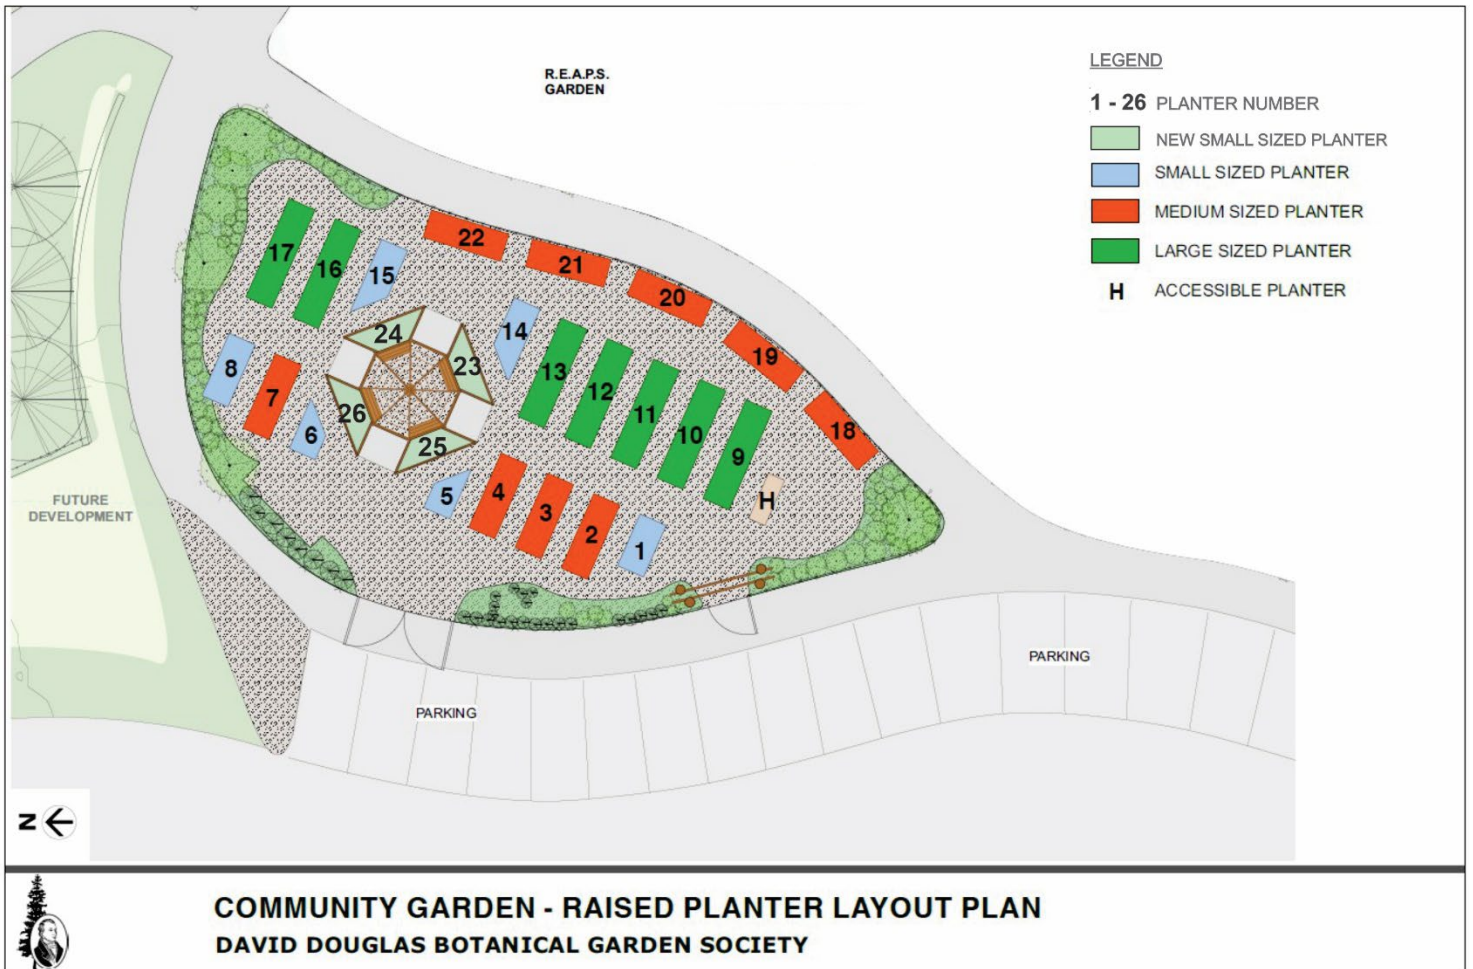 R.E.A.P.S.
GARDEN
LEGEND
1 - 26 PLANTER NUMBER
NEW SMALL SIZED PLANTER
SMALL SIZED PLANTER
MEDIUM SIZED PLANTER
LARGE SIZED PLANTER
H ACCESSIBLE PLANTER
22
21
20
19
18
17
16
15
14
13
12
11
10
9
H
24
23
26
25
8
7
6
5
4
3
2
1
FUTURE
DEVELOPMENT
PARKING
PARKING
N
COMMUNITY GARDEN - RAISED PLANTER LAYOUT PLAN
DAVID DOUGLAS BOTANICAL GARDEN SOCIETY